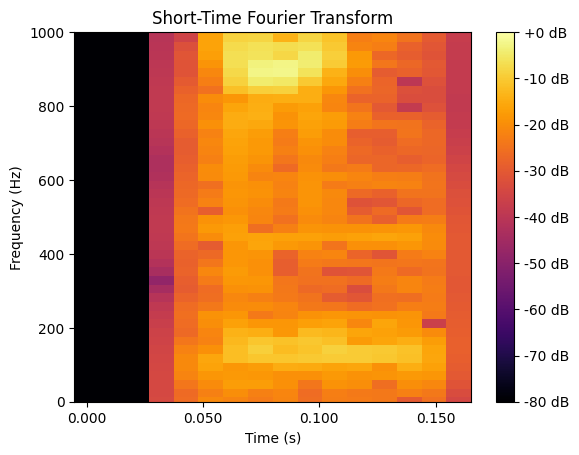 Short-Time Fourier Transform
Frequency (Hz)
1000
800
600
400
200
0
0.000
0.050
0.100
0.150
Time (s)
+0 dB
-10 dB
-20 dB
-30 dB
-40 dB
-50 dB
-60 dB
-70 dB
-80 dB